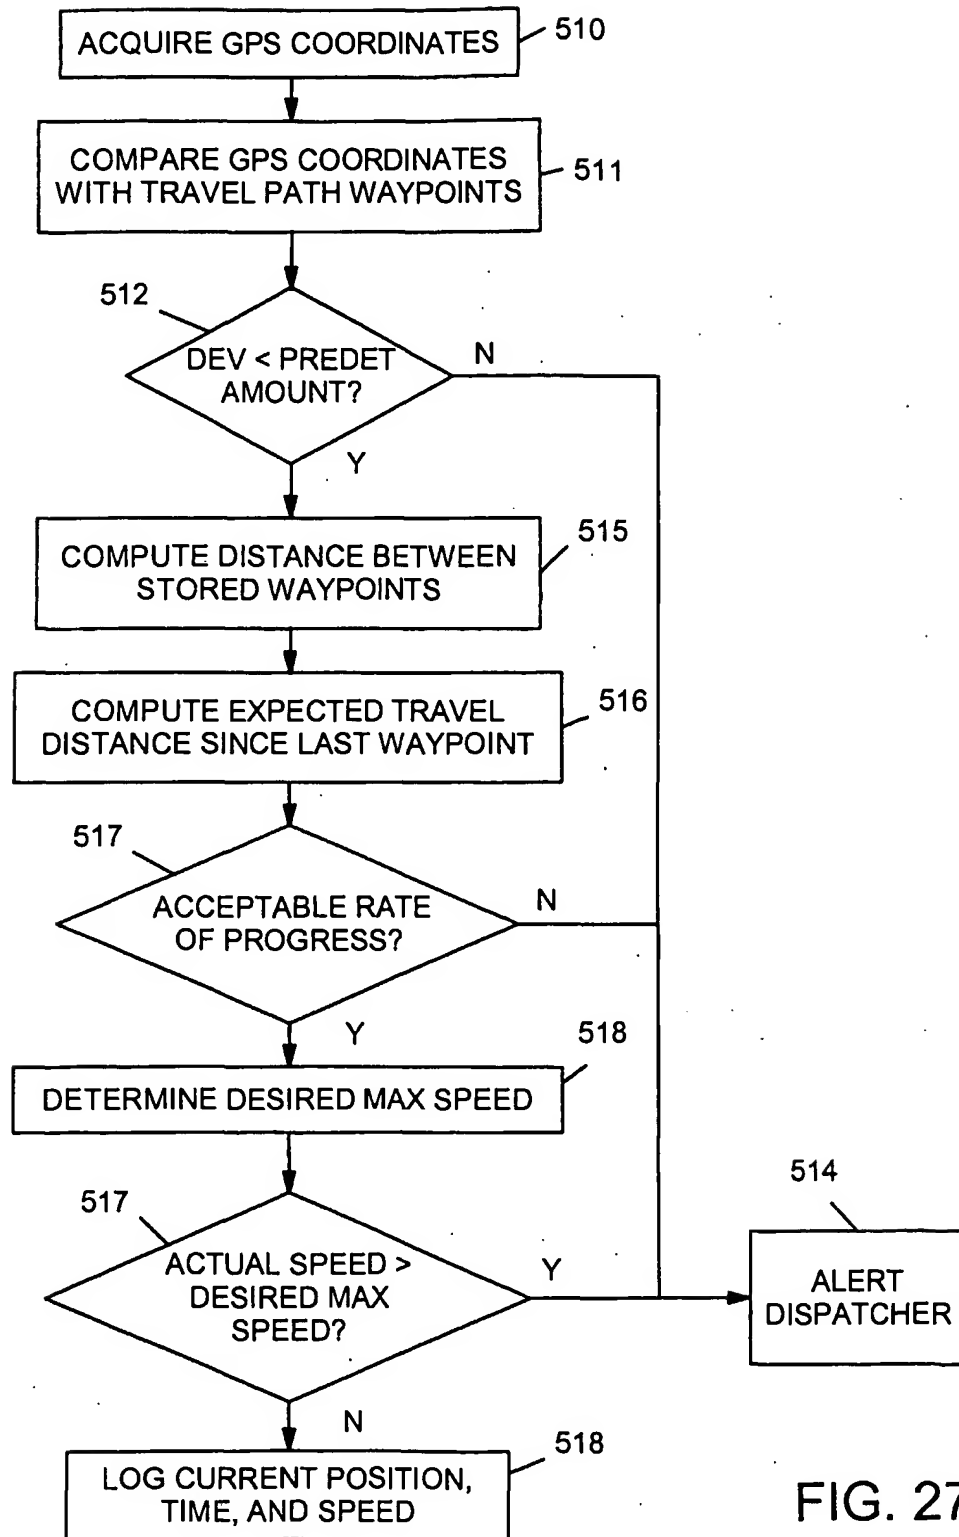 ACQUIRE GPS COORDINATES
510
COMPARE GPS COORDINATES
WITH TRAVEL PATH WAYPOINTS
511
512
DEV < PREDET
AMOUNT?
N
Y
COMPUTE DISTANCE BETWEEN
STORED WAYPOINTS
515
COMPUTE EXPECTED TRAVEL
DISTANCE SINCE LAST WAYPOINT
516
517
ACCEPTABLE RATE
OF PROGRESS?
N
Y
518
DETERMINE DESIRED MAX SPEED
517
ACTUAL SPEED >
DESIRED MAX
SPEED?
Y
514
ALERT
DISPATCHER
N
518
LOG CURRENT POSITION,
TIME, AND SPEED
FIG. 27